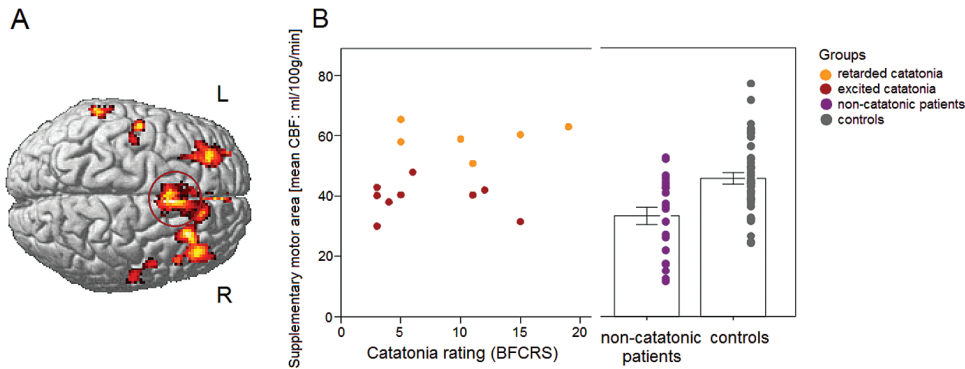 A
L
R
B
Supplementary motor area [mean CBF: ml/100g/min]
80
60
40
20
0
0 5 10 15 20
Catatonia rating (BFCRS)
non-catatonic
patients
controls
Groups
retarded catatonia
excited catatonia
non-catatonic patients
controls